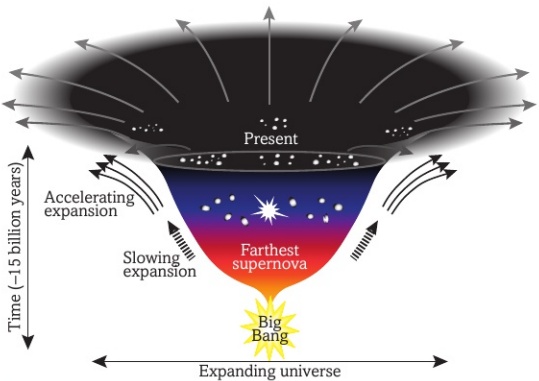 Present
Accelerating
expansion
Slowing
expansion
Farthest
supernova
Time (~15 billion years)
Big
Bang
Expanding universe